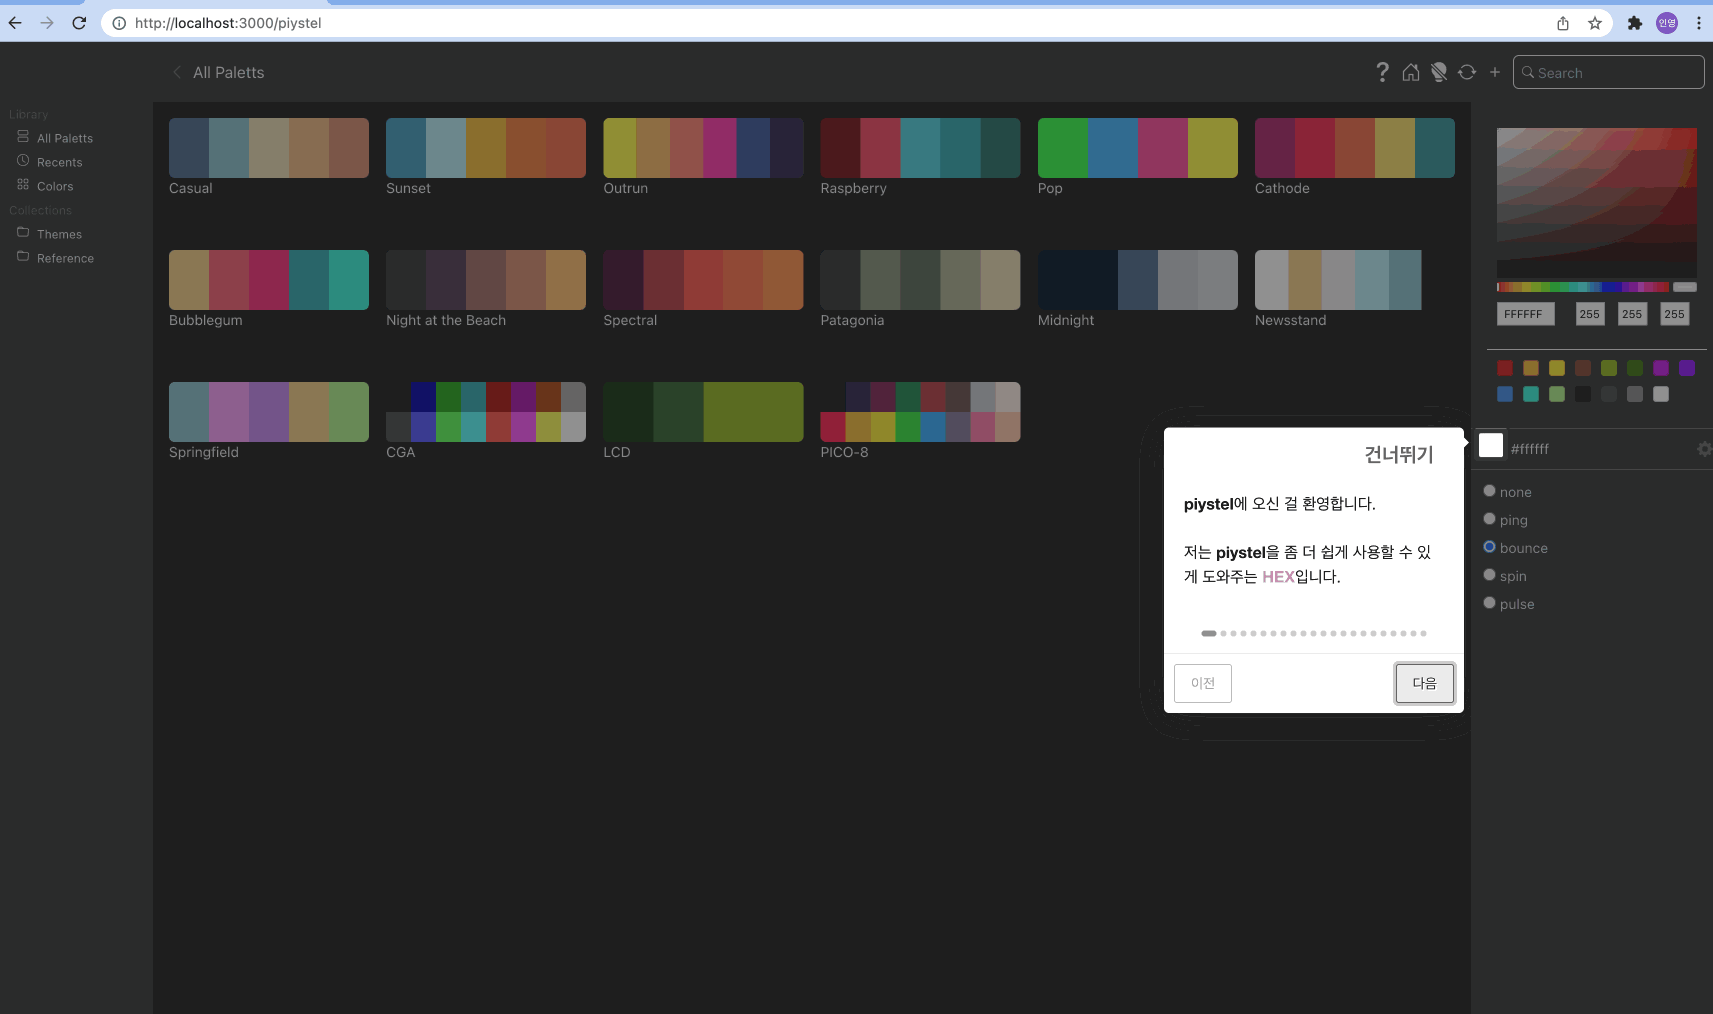 http://localhost:3000/piystel
인영
All Paletts
Search
Library
All Paletts
Recents
Colors
Collections
Themes
Reference
Casual
Sunset
Outrun
Raspberry
Pop
Cathode
Bubblegum
Night at the Beach
Spectral
Patagonia
Midnight
Newsstand
Springfield
CGA
LCD
PICO-8
FFFFFF
255
255
255
#ffffff
none
ping
bounce
spin
pulse
건너뛰기
piystel에 오신 걸 환영합니다.
저는 piystel을 좀 더 쉽게 사용할 수 있
게 도와주는 HEX입니다.
이전
다음